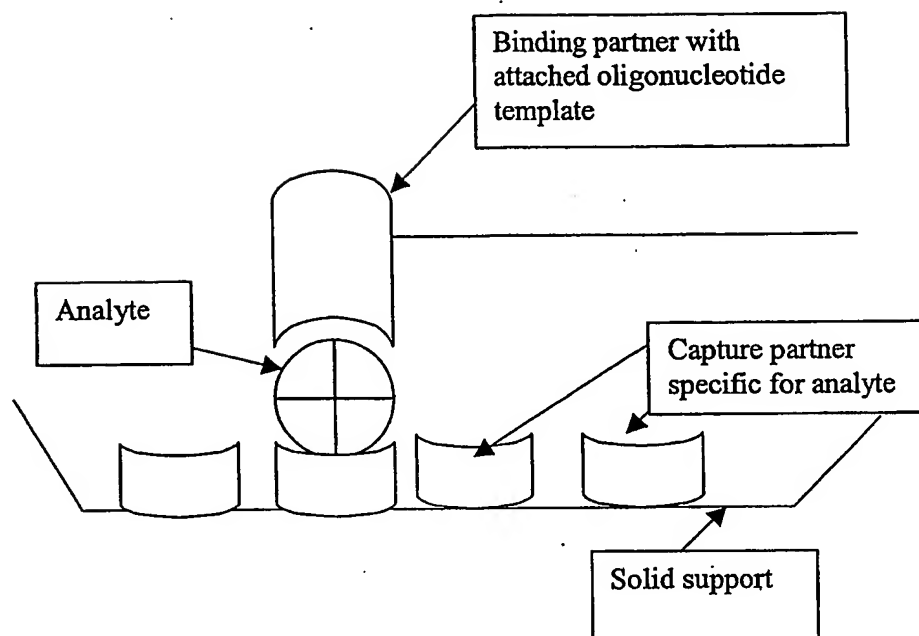 Binding partner with
attached oligonucleotide
template
Analyte
Capture partner
specific for analyte
Solid support